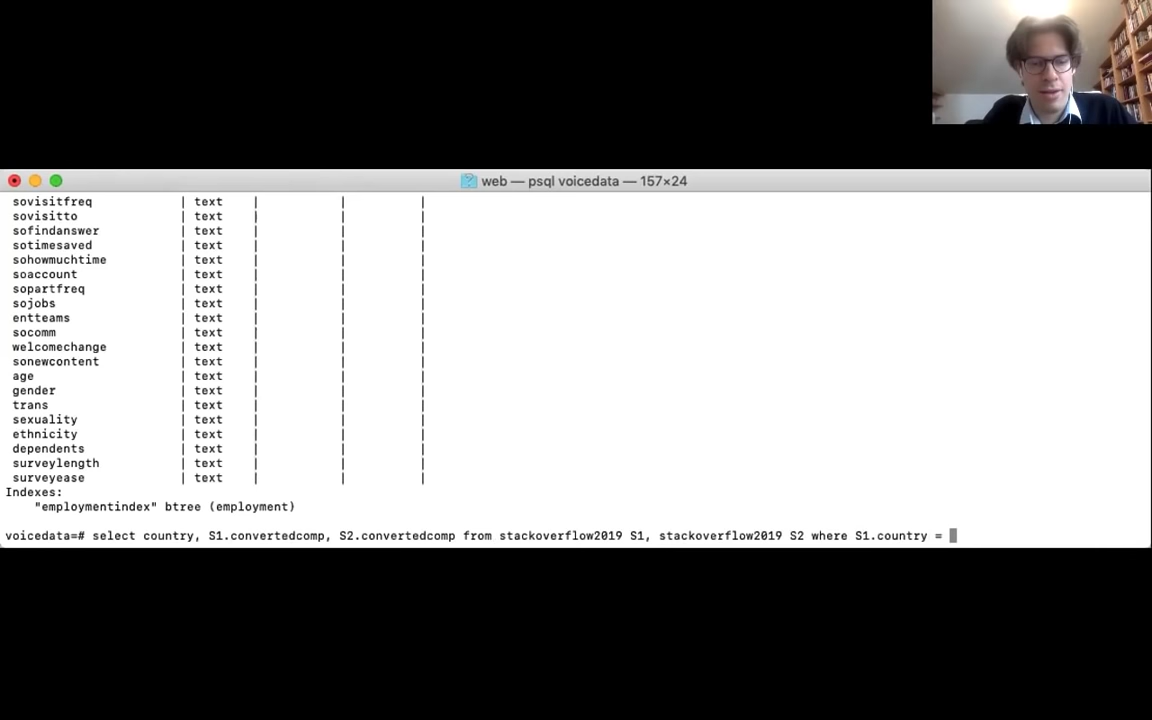 web — psql voicedata — 157×24
sovisitfreq | text | | |
sovisitto | text | | |
sofindanswer | text | | |
sotimesaved | text | | |
sohowmuchtime | text | | |
soaccount | text | | |
sopartfreq | text | | |
sojobs | text | | |
entteams | text | | |
socomm | text | | |
welcomechange | text | | |
sonewcontent | text | | |
age | text | | |
gender | text | | |
trans | text | | |
sexuality | text | | |
ethnicity | text | | |
dependents | text | | |
surveylength | text | | |
surveyease | text | | |
Indexes:
"employmentindex" btree (employment)
voicedata=# select country, S1.convertedcomp, S2.convertedcomp from stackoverflow2019 S1, stackoverflow2019 S2 where S1.country =